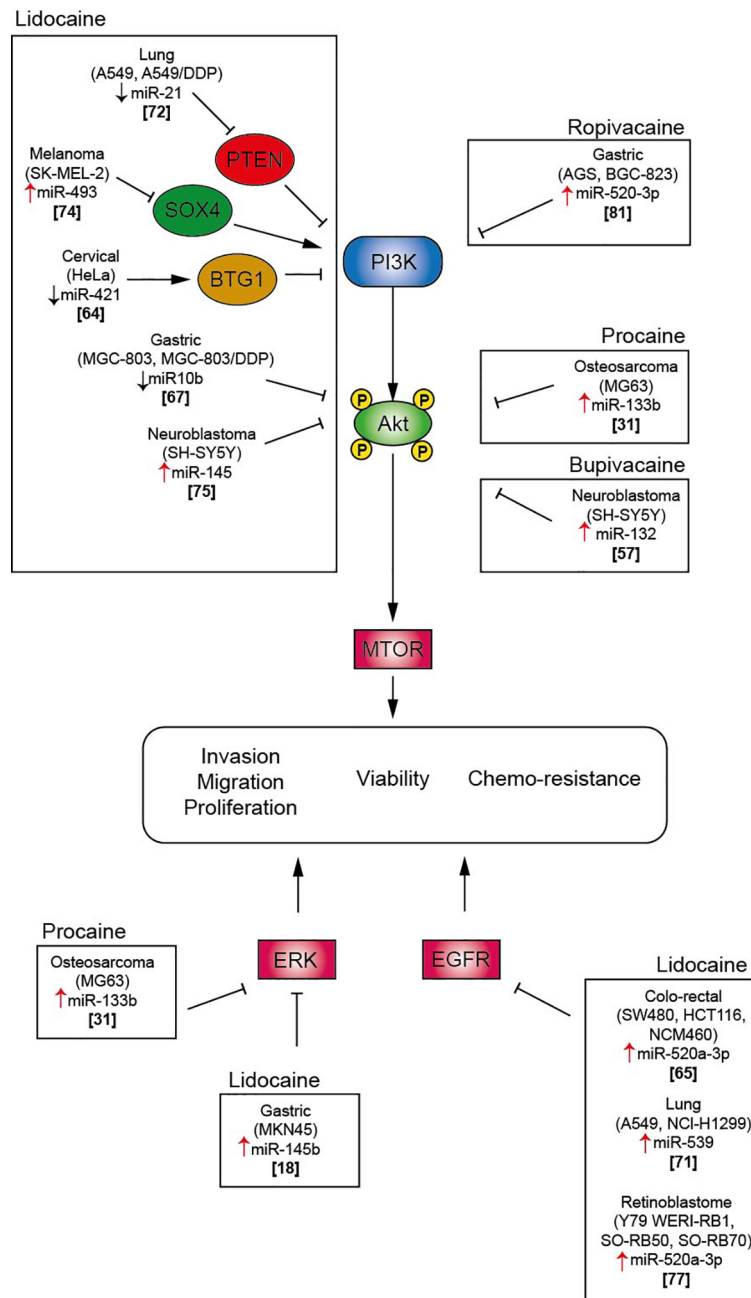 Lidocaine
Lung
(A549, A549/DDP)
↓miR-21
[72]
PTEN
Melanoma
(SK-MEL-2)
↑miR-493
[74]
SOX4
Cervical
(HeLa)
↓miR-421
[64]
BTG1
Gastric
(MGC-803, MGC-803/DDP)
↓miR10b
[67]
Neuroblastoma
(SH-SY5Y)
↑miR-145
[75]
PI3K
P
P
Akt
P
P
MTOR
Ropivacaine
Gastric
(AGS, BGC-823)
↑miR-520-3p
[81]
Procaine
Osteosarcoma
(MG63)
↑miR-133b
[31]
Bupivacaine
Neuroblastoma
(SH-SY5Y)
↑miR-132
[57]
Invasion
Migration
Proliferation
Viability
Chemo-resistance
ERK
EGFR
Procaine
Osteosarcoma
(MG63)
↑miR-133b
[31]
Lidocaine
Gastric
(MKN45)
↑miR-145b
[18]
Lidocaine
Colo-rectal
(SW480, HCT116,
NCM460)
↑miR-520a-3p
[65]
Lung
(A549, NCI-H1299)
↑miR-539
[71]
Retinoblastome
(Y79 WERI-RB1,
SO-RB50, SO-RB70)
↑miR-520a-3p
[77]